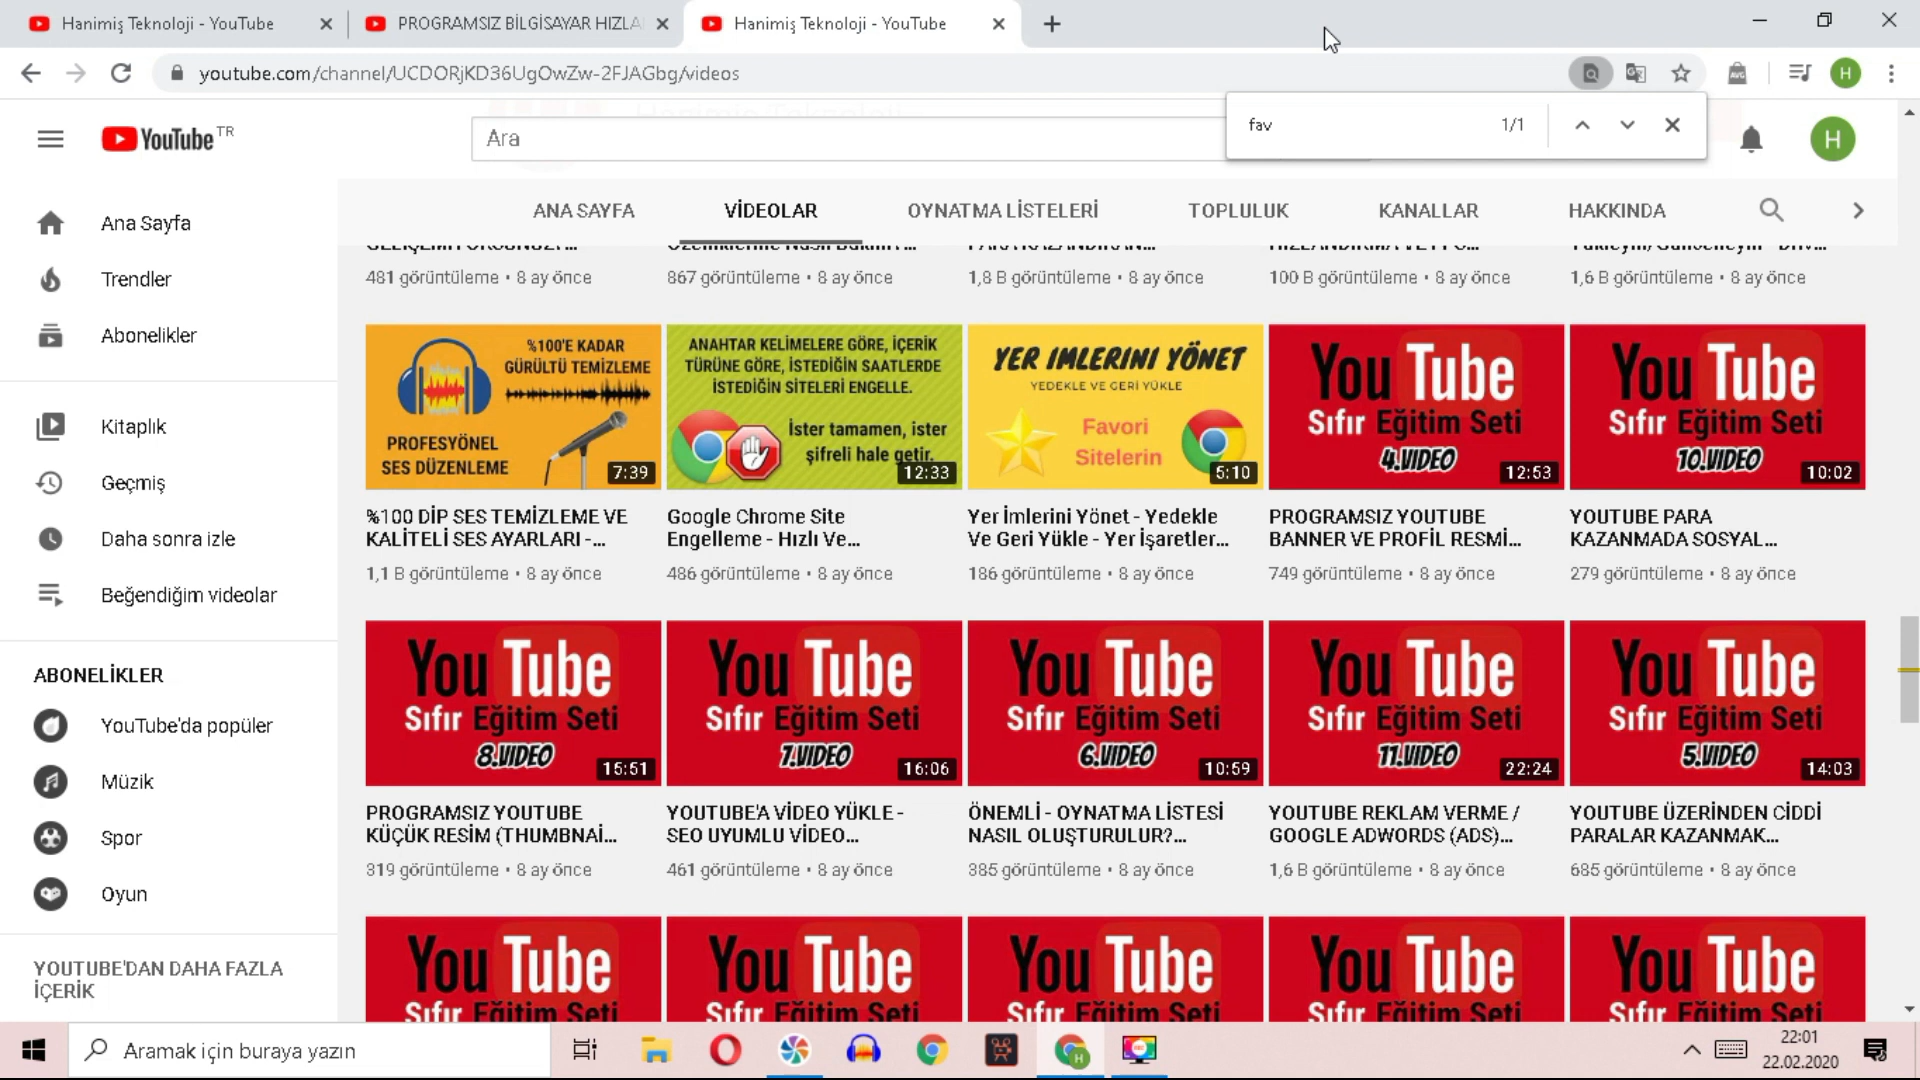 Hanimiş Teknoloji - YouTube
PROGRAMSIZ BİLGİSAYAR HIZLA
Hanimiş Teknoloji - YouTube
youtube.com/channel/UCDORjKD36UgOwZw-2FJAGbg/videos
fav
1/1
YouTube TR
Ara
H
H
ANA SAYFA
VİDEOLAR
OYNATMA LİSTELERİ
TOPLULUK
KANALLAR
HAKKINDA
Ana Sayfa
Trendler
Abonelikler
Kitaplık
Geçmiş
Daha sonra izle
Beğendiğim videolar
ABONELİKLER
YouTube'da popüler
Müzik
Spor
Oyun
YOUTUBE'DAN DAHA FAZLA
İÇERİK
481 görüntüleme • 8 ay önce
867 görüntüleme • 8 ay önce
1,8 B görüntüleme • 8 ay önce
100 B görüntüleme • 8 ay önce
1,6 B görüntüleme • 8 ay önce
%100'E KADAR
GÜRÜLTÜ TEMİZLEME
PROFESYÖNEL
SES DÜZENLEME
7:39
%100 DİP SES TEMİZLEME VE
KALİTELİ SES AYARLARI -...
1,1 B görüntüleme • 8 ay önce
ANAHTAR KELİMELERE GÖRE, İÇERİK
TÜRÜNE GÖRE, İSTEDİĞİN SAATLERDE
İSTEDİĞİN SİTELERİ ENGELLE.
İster tamamen, ister
şifreli hale getir.
12:33
Google Chrome Site
Engelleme - Hızlı Ve...
486 görüntüleme • 8 ay önce
YER IMLERINI YÖNET
YEDEKLE VE GERİ YÜKLE
Favori
Sitelerin
5:10
Yer İmlerini Yönet - Yedekle
Ve Geri Yükle - Yer İşaretler...
186 görüntüleme • 8 ay önce
You Tube
Sıfır Eğitim Seti
4.VIDEO
12:53
PROGRAMSIZ YOUTUBE
BANNER VE PROFİL RESMİ...
749 görüntüleme • 8 ay önce
You Tube
Sıfır Eğitim Seti
10.VIDEO
10:02
YOUTUBE PARA
KAZANMADA SOSYAL...
279 görüntüleme • 8 ay önce
You Tube
Sıfır Eğitim Seti
8.VIDEO
15:51
PROGRAMSIZ YOUTUBE
KÜÇÜK RESİM (THUMBNAİ...
319 görüntüleme • 8 ay önce
You Tube
Sıfır Eğitim Seti
7.VIDEO
16:06
YOUTUBE'A VİDEO YÜKLE -
SEO UYUMLU VİDEO...
461 görüntüleme • 8 ay önce
You Tube
Sıfır Eğitim Seti
6.VIDEO
10:59
ÖNEMLİ - OYNATMA LİSTESİ
NASIL OLUŞTURULUR?...
385 görüntüleme • 8 ay önce
You Tube
Sıfır Eğitim Seti
11.VIDEO
22:24
YOUTUBE REKLAM VERME /
GOOGLE ADWORDS (ADS)...
1,6 B görüntüleme • 8 ay önce
You Tube
Sıfır Eğitim Seti
5.VIDEO
14:03
YOUTUBE ÜZERİNDEN CİDDİ
PARALAR KAZANMAK...
685 görüntüleme • 8 ay önce
You Tube
Sıfır Eğitim Seti
You Tube
Sıfır Eğitim Seti
You Tube
Sıfır Eğitim Seti
You Tube
Sıfır Eğitim Seti
You Tube
Sıfır Eğitim Seti
Aramak için buraya yazın
22:01
22.02.2020